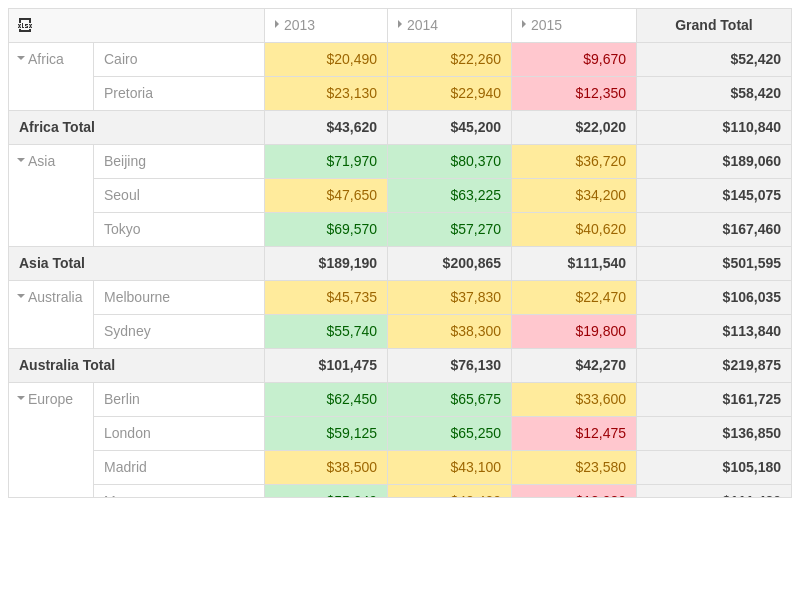 xlsx 2013 2014 2015 Grand Total
Africa Cairo $20,490 $22,260 $9,670 $52,420
Pretoria $23,130 $22,940 $12,350 $58,420
Africa Total $43,620 $45,200 $22,020 $110,840
Asia Beijing $71,970 $80,370 $36,720 $189,060
Seoul $47,650 $63,225 $34,200 $145,075
Tokyo $69,570 $57,270 $40,620 $167,460
Asia Total $189,190 $200,865 $111,540 $501,595
Australia Melbourne $45,735 $37,830 $22,470 $106,035
Sydney $55,740 $38,300 $19,800 $113,840
Australia Total $101,475 $76,130 $42,270 $219,875
Europe Berlin $62,450 $65,675 $33,600 $161,725
London $59,125 $65,250 $12,475 $136,850
Madrid $38,500 $43,100 $23,580 $105,180